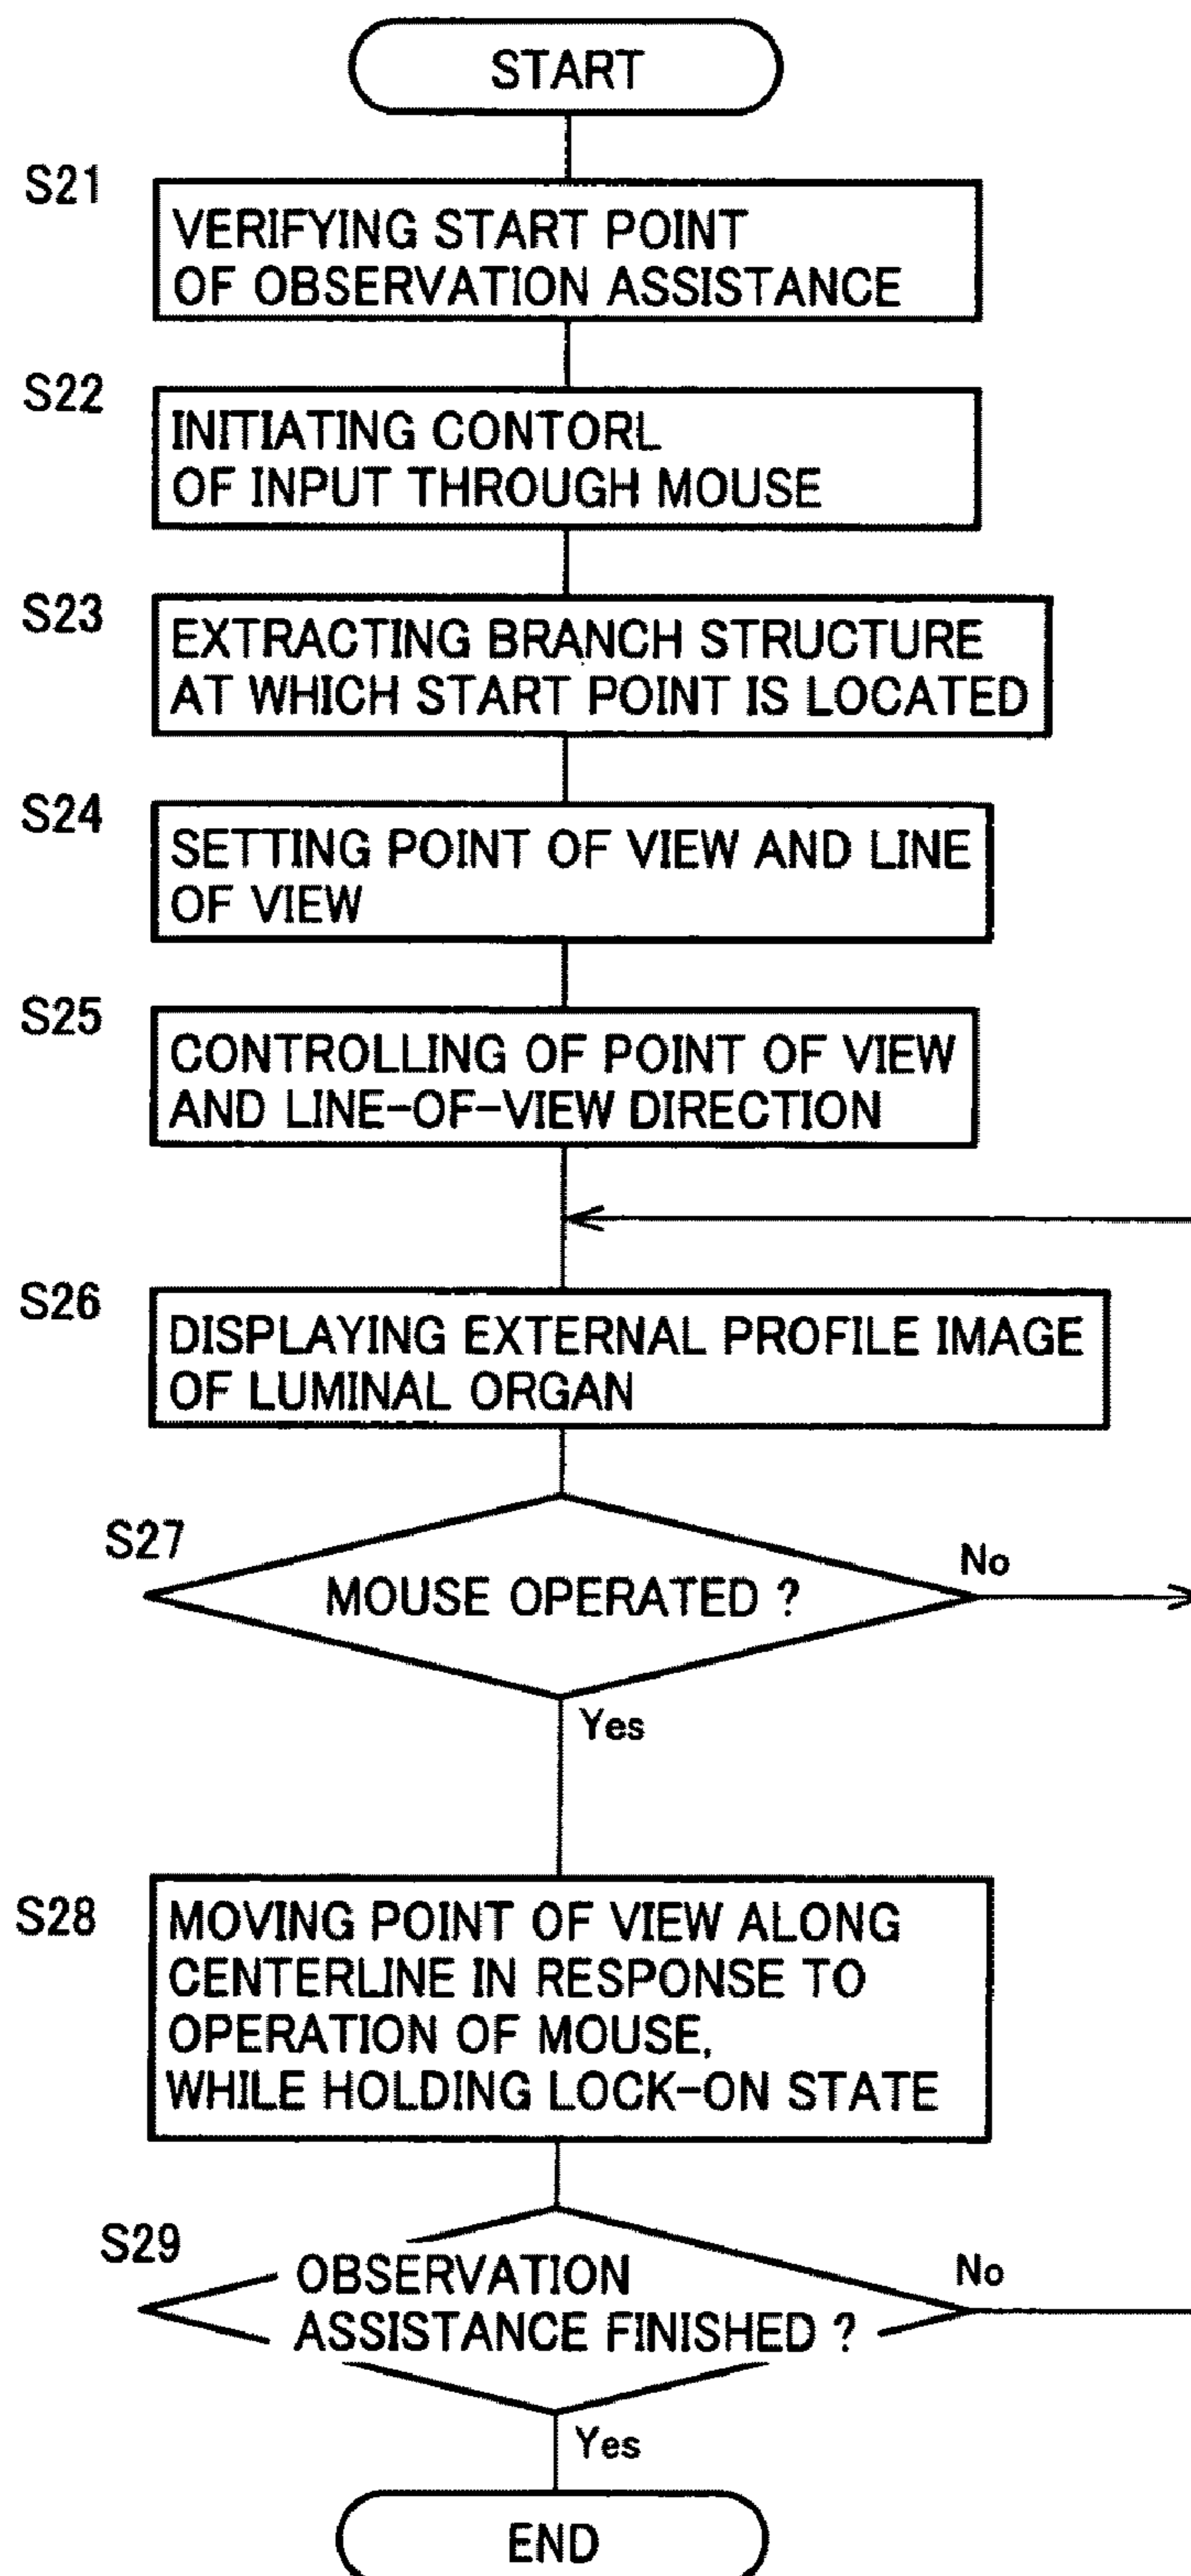 START
S21
VERIFYING START POINT
OF OBSERVATION ASSISTANCE
S22
INITIATING CONTORL
OF INPUT THROUGH MOUSE
S23
EXTRACTING BRANCH STRUCTURE
AT WHICH START POINT IS LOCATED
S24
SETTING POINT OF VIEW AND LINE
OF VIEW
S25
CONTROLLING OF POINT OF VIEW
AND LINE-OF-VIEW DIRECTION
S26
DISPLAYING EXTERNAL PROFILE IMAGE
OF LUMINAL ORGAN
S27
MOUSE OPERATED ?
No
Yes
S28
MOVING POINT OF VIEW ALONG
CENTERLINE IN RESPONSE TO
OPERATION OF MOUSE,
WHILE HOLDING LOCK-ON STATE
S29
OBSERVATION
ASSISTANCE FINISHED ?
No
Yes
END